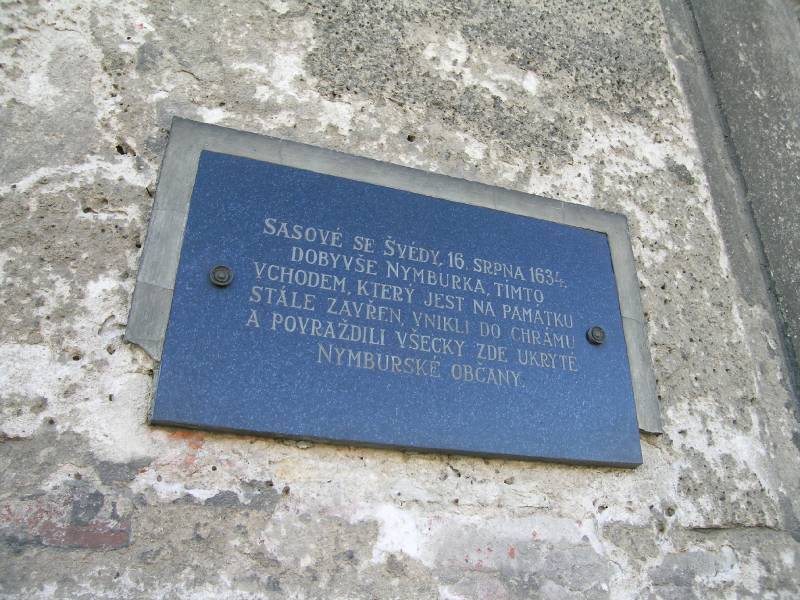 SASOVÉ SE ŠVÉDY, 16. SRPNA 1634.
DOBYVŠE NYMBURKA, TÍMTO
VCHODEM, KTERÝ JEST NA PAMÁTKU
STÁLE ZAVŘEN, VNIKLI DO CHRÁMU
A POVRAŽDILI VŠECKY ZDE UKRYTÉ
NYMBURSKÉ OBČANY.